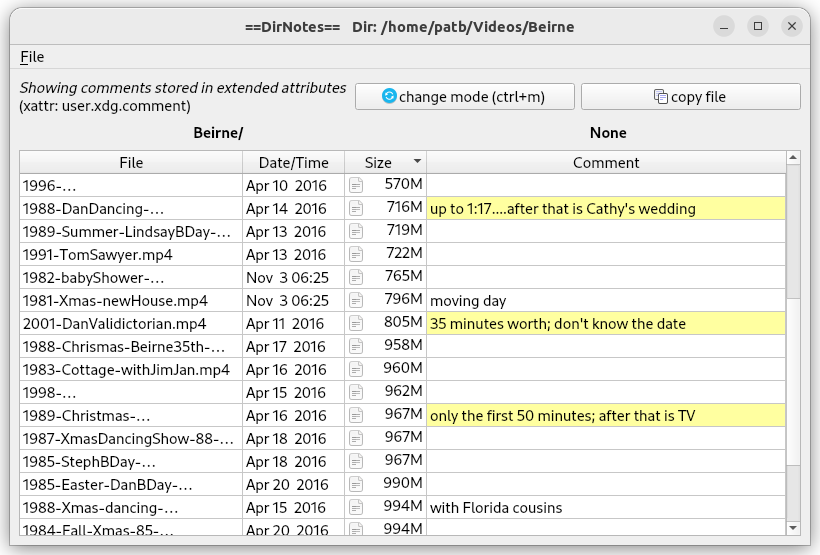 ==DirNotes== Dir: /home/patb/Videos/Beirne
File
Showing comments stored in extended attributes
(xattr: user.xdg.comment)
change mode (ctrl+m)
copy file
Beirne/ None
File Date/Time Size Comment
1996-... Apr 10 2016 570M
1988-DanDancing-... Apr 14 2016 716M up to 1:17....after that is Cathy's wedding
1989-Summer-LindsayBDay-... Apr 13 2016 719M
1991-TomSawyer.mp4 Apr 13 2016 722M
1982-babyShower-... Nov 3 06:25 765M
1981-Xmas-newHouse.mp4 Nov 3 06:25 796M moving day
2001-DanValidictorian.mp4 Apr 11 2016 805M 35 minutes worth; don't know the date
1988-Chrismas-Beirne35th-... Apr 17 2016 958M
1983-Cottage-withJimJan.mp4 Apr 16 2016 960M
1998-... Apr 15 2016 962M
1989-Christmas-... Apr 15 2016 967M only the first 50 minutes; after that is TV
1987-XmasDancingShow-88-... Apr 18 2016 967M
1985-StephBDay-... Apr 18 2016 967M
1985-Easter-DanBDay-... Apr 20 2016 990M
1988-Xmas-dancing-... Apr 15 2016 994M with Florida cousins
1984-Fall-Xmas-85-... Apr 20 2016 994M